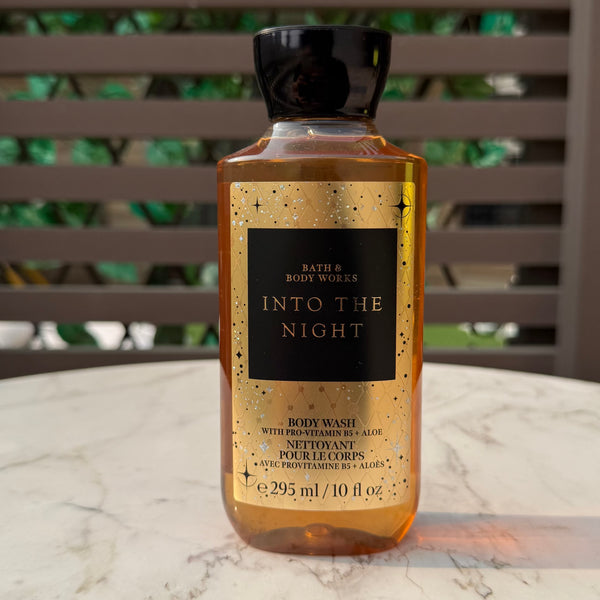 BATH &
BODY WORKS
INTO THE
NIGHT
BODY WASH
WITH PRO-VITAMIN B5 + ALOE
NETTOYANT
POUR LE CORPS
AVEC PROVITAMINE B5 + ALOÈS
℮ 295 ml / 10 fl oz